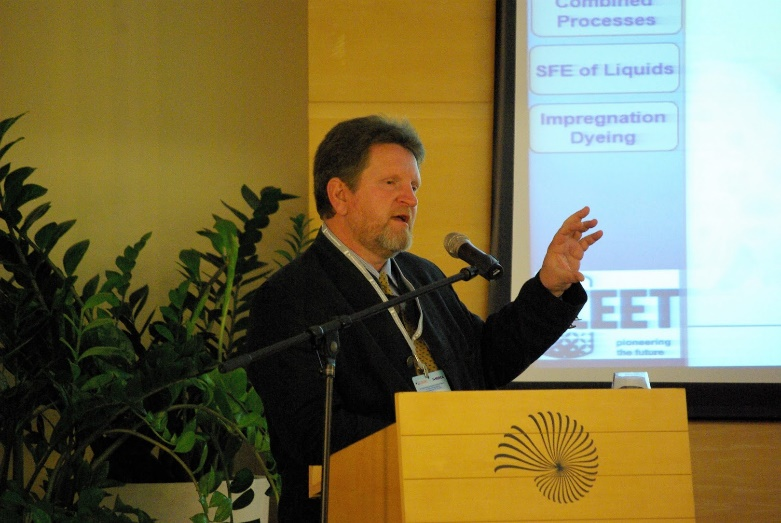 Combined
Processes
SFE of Liquids
Impregnation
Dyeing
EET
pioneering
the future